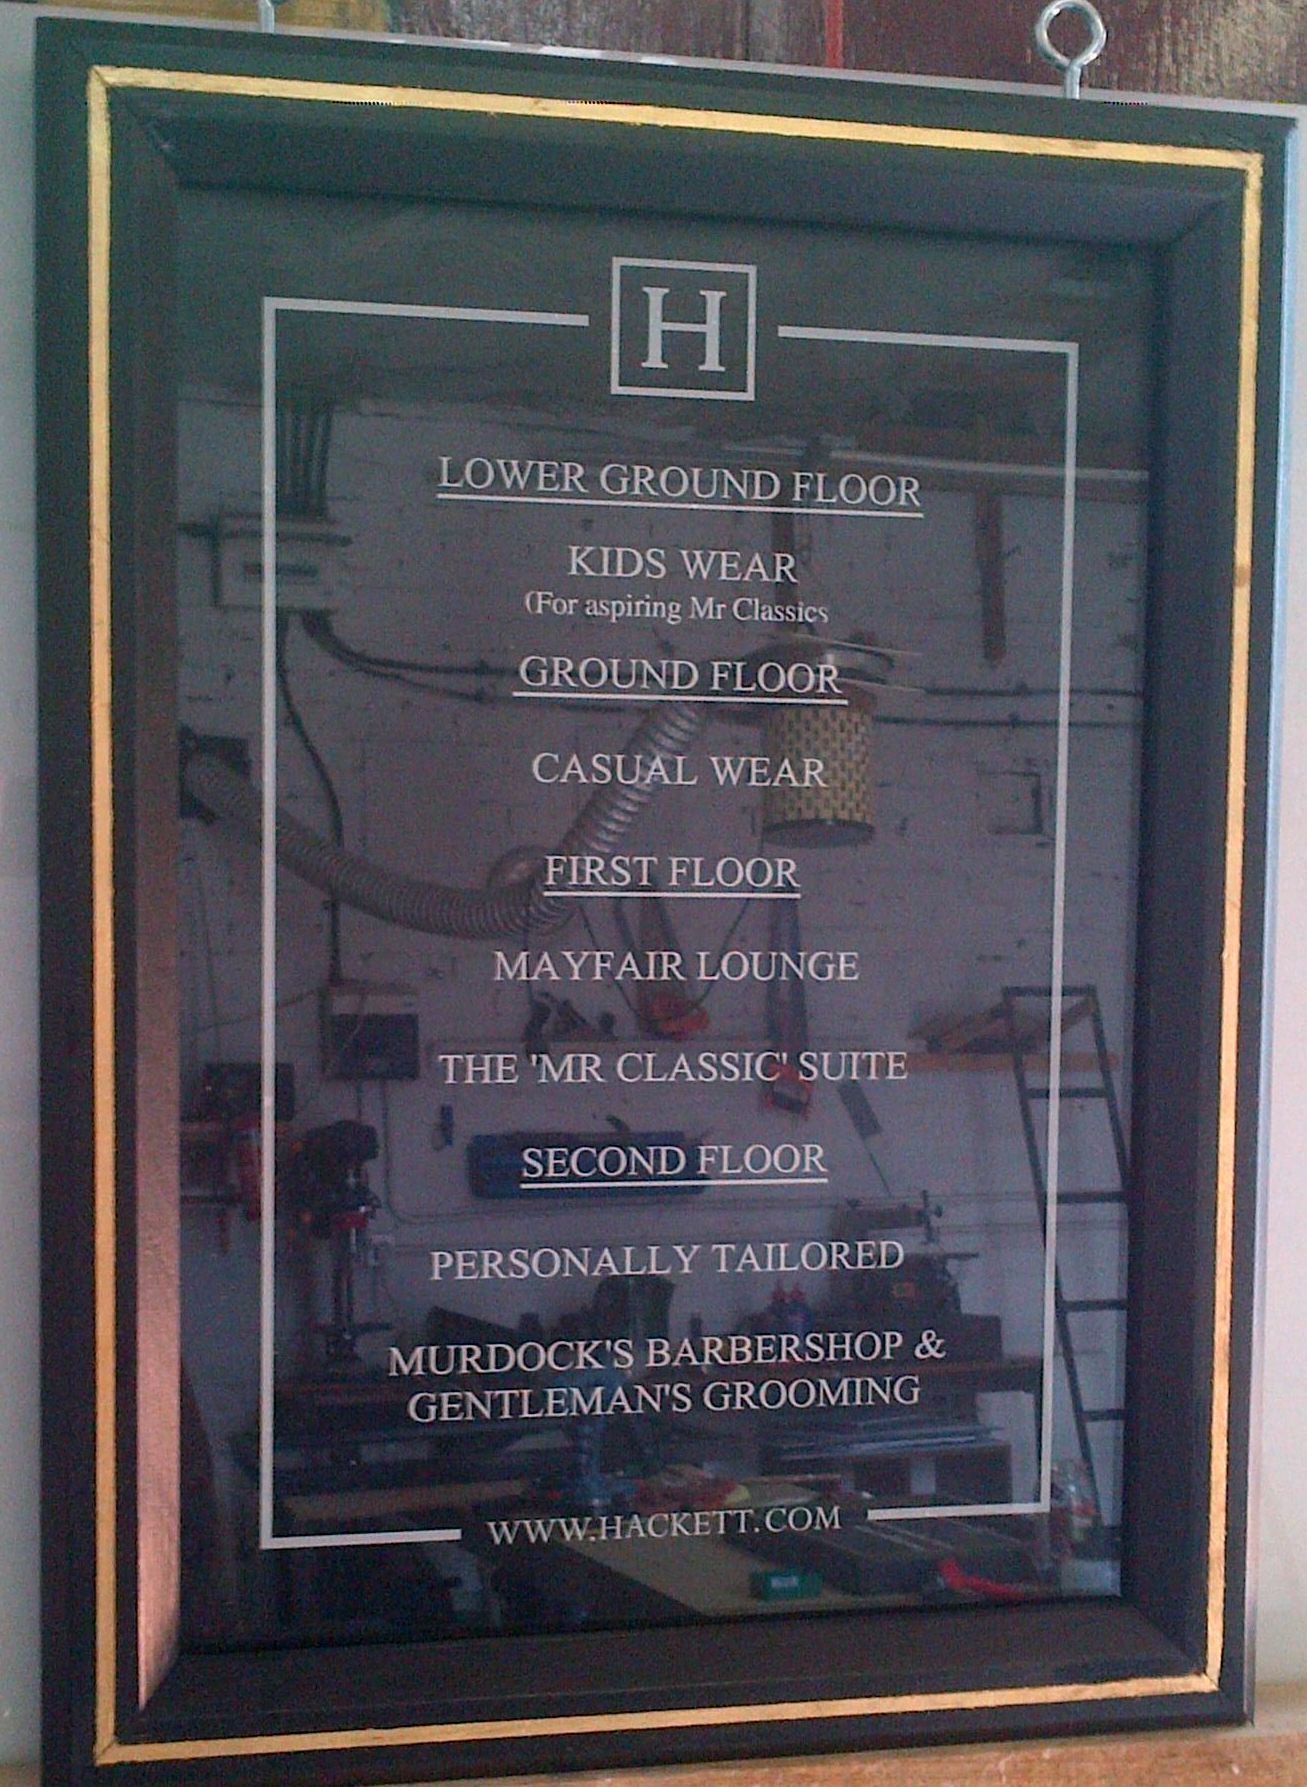 H
LOWER GROUND FLOOR
KIDS WEAR
(For aspiring Mr Classics
GROUND FLOOR
CASUAL WEAR
FIRST FLOOR
MAYFAIR LOUNGE
THE 'MR CLASSIC' SUITE
SECOND FLOOR
PERSONALLY TAILORED
MURDOCK'S BARBERSHOP &
GENTLEMAN'S GROOMING
WWW.HACKETT.COM